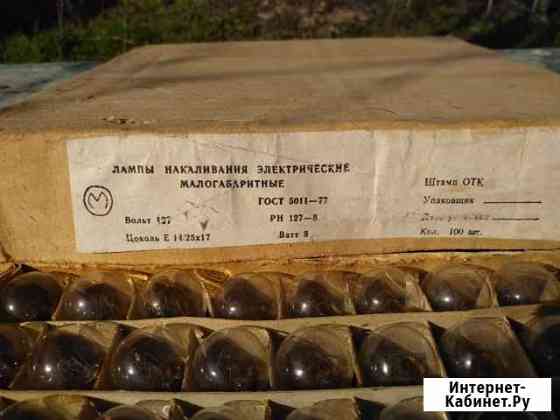 ЛАМПЫ НАКАЛИВАНИЯ ЭЛЕКТРИЧЕСКИЕ
МАЛОГАБАРИТНЫЕ
ГОСТ 5011—77
Вольт 127
РН 127—8
Цоколь Е 14/25х17
Ватт 8
Штамп ОТК
Упаковщик
Кол. 100 шт.
Интернет-
Кабинет.Ру